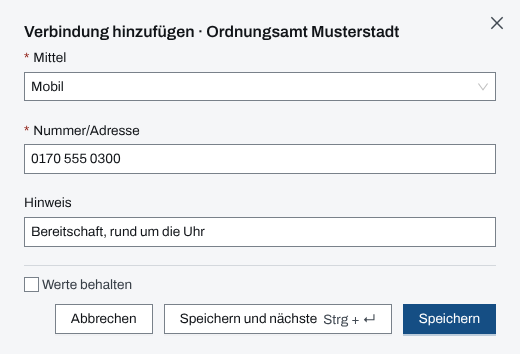 Verbindung hinzufügen · Ordnungsamt Musterstadt
* Mittel
Mobil
* Nummer/Adresse
0170 555 0300
Hinweis
Bereitschaft, rund um die Uhr
Werte behalten
Abbrechen
Speichern und nächste Strg + ↵
Speichern